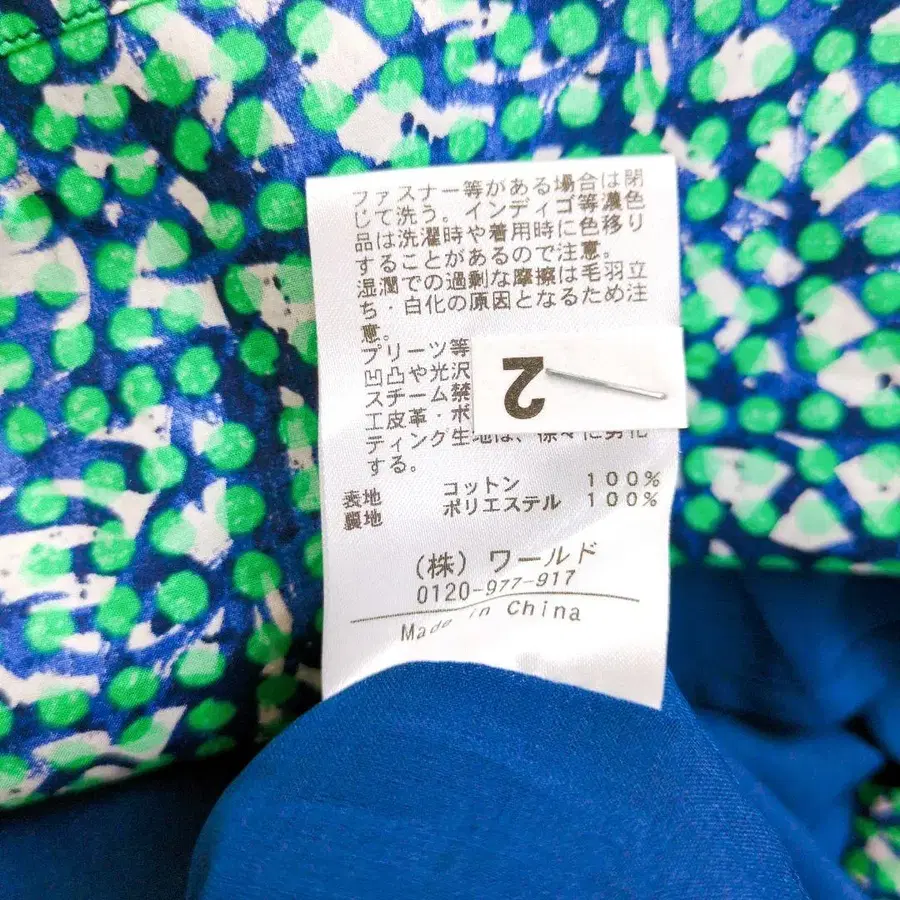 ファスナー等がある場合は閉
じて洗う。インディゴ等濃色
品は洗濯時や着用時に色移り
することがあるので注意。
湿潤での過剰な摩擦は毛羽立
ち・白化の原因となるため注
意。
プリーツ等
凹凸や光沢
スチーム禁
工皮革・ボ
ティング生地は、徐々に劣化
する。
2
表地 コットン 100%
裏地 ポリエステル 100%
(株) ワールド
0120-977-917
Made in China